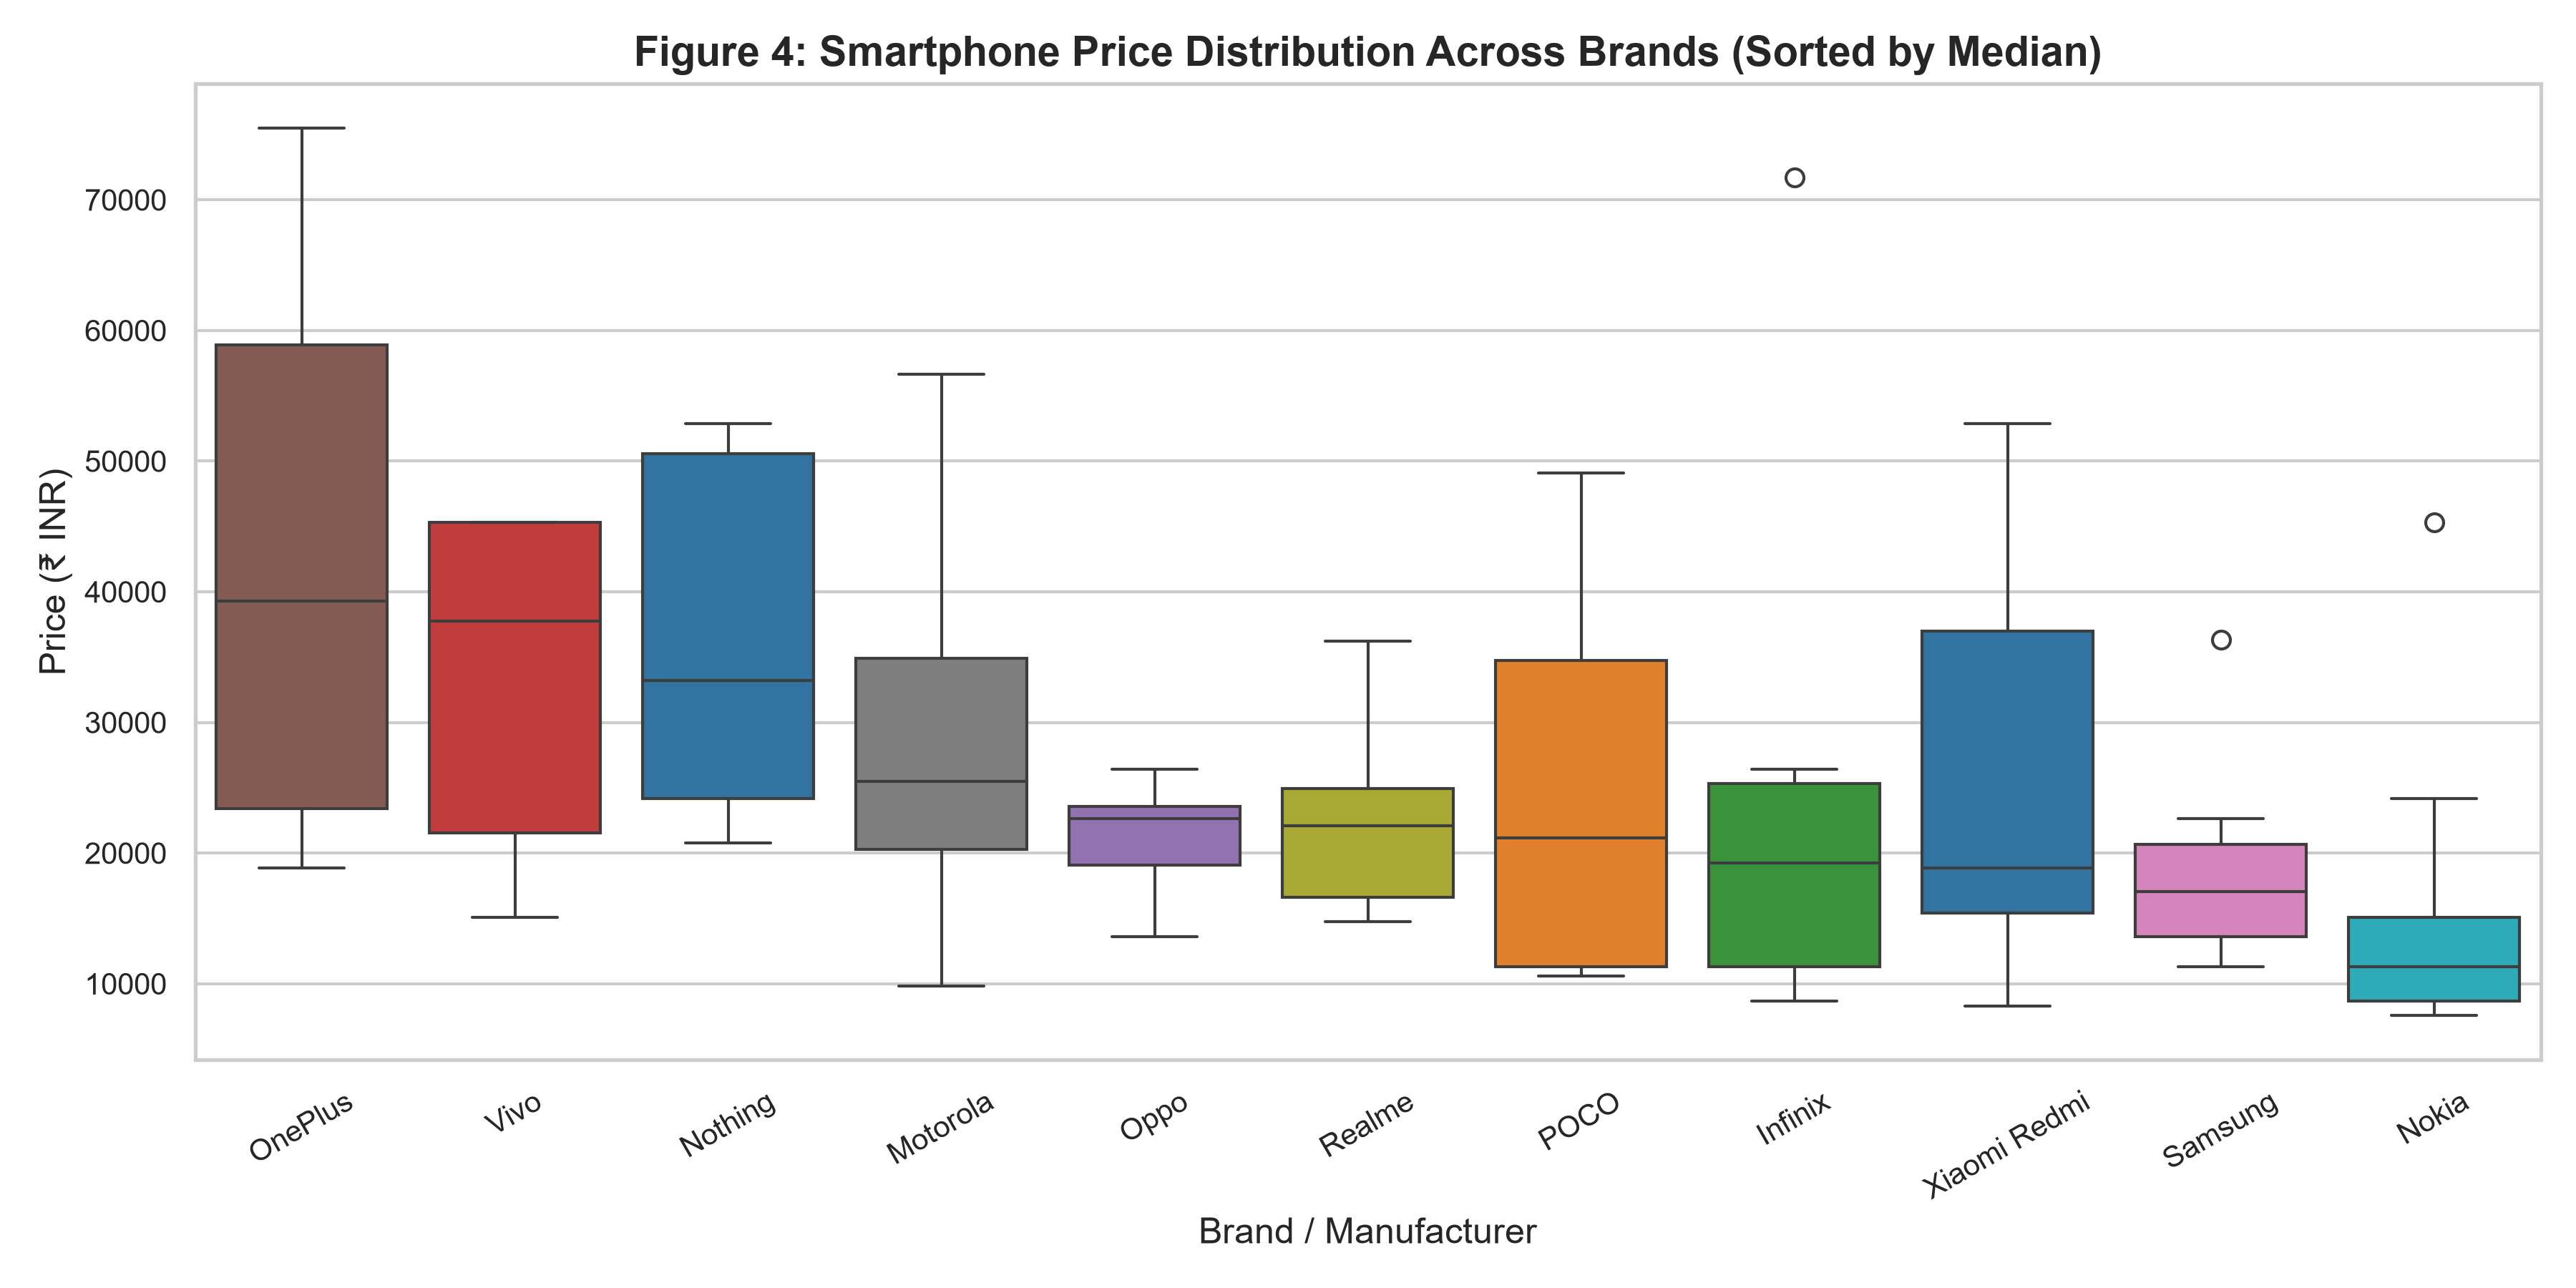 Figure 4: Smartphone Price Distribution Across Brands (Sorted by Median)
Price (₹ INR)
70000
60000
50000
40000
30000
20000
10000
OnePlus
Vivo
Nothing
Motorola
Oppo
Realme
POCO
Infinix
Xiaomi Redmi
Samsung
Nokia
Brand / Manufacturer